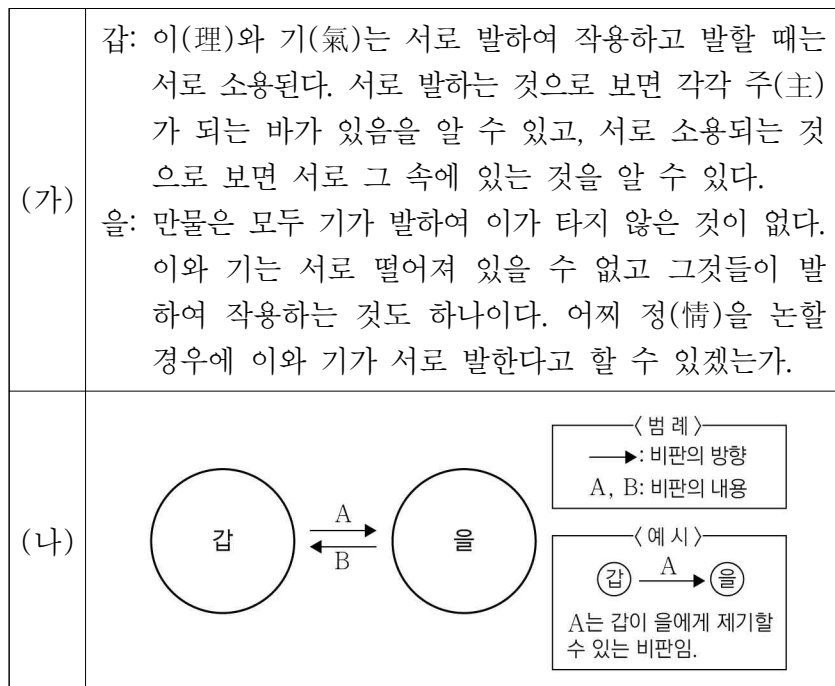 (가)
갑: 이(理)와 기(氣)는 서로 발하여 작용하고 발할 때는
서로 소용된다. 서로 발하는 것으로 보면 각각 주(主)
가 되는 바가 있음을 알 수 있고, 서로 소용되는 것
으로 보면 서로 그 속에 있는 것을 알 수 있다.
을: 만물은 모두 기가 발하여 이가 타지 않은 것이 없다.
이와 기는 서로 떨어져 있을 수 없고 그것들이 발
하여 작용하는 것도 하나이다. 어찌 정(情)을 논할
경우에 이와 기가 서로 발한다고 할 수 있겠는가.
(나)
갑
A
B
을
〈범례〉
→: 비판의 방향
A, B: 비판의 내용
〈예시〉
갑 A 을
A는 갑이 을에게 제기할
수 있는 비판임.